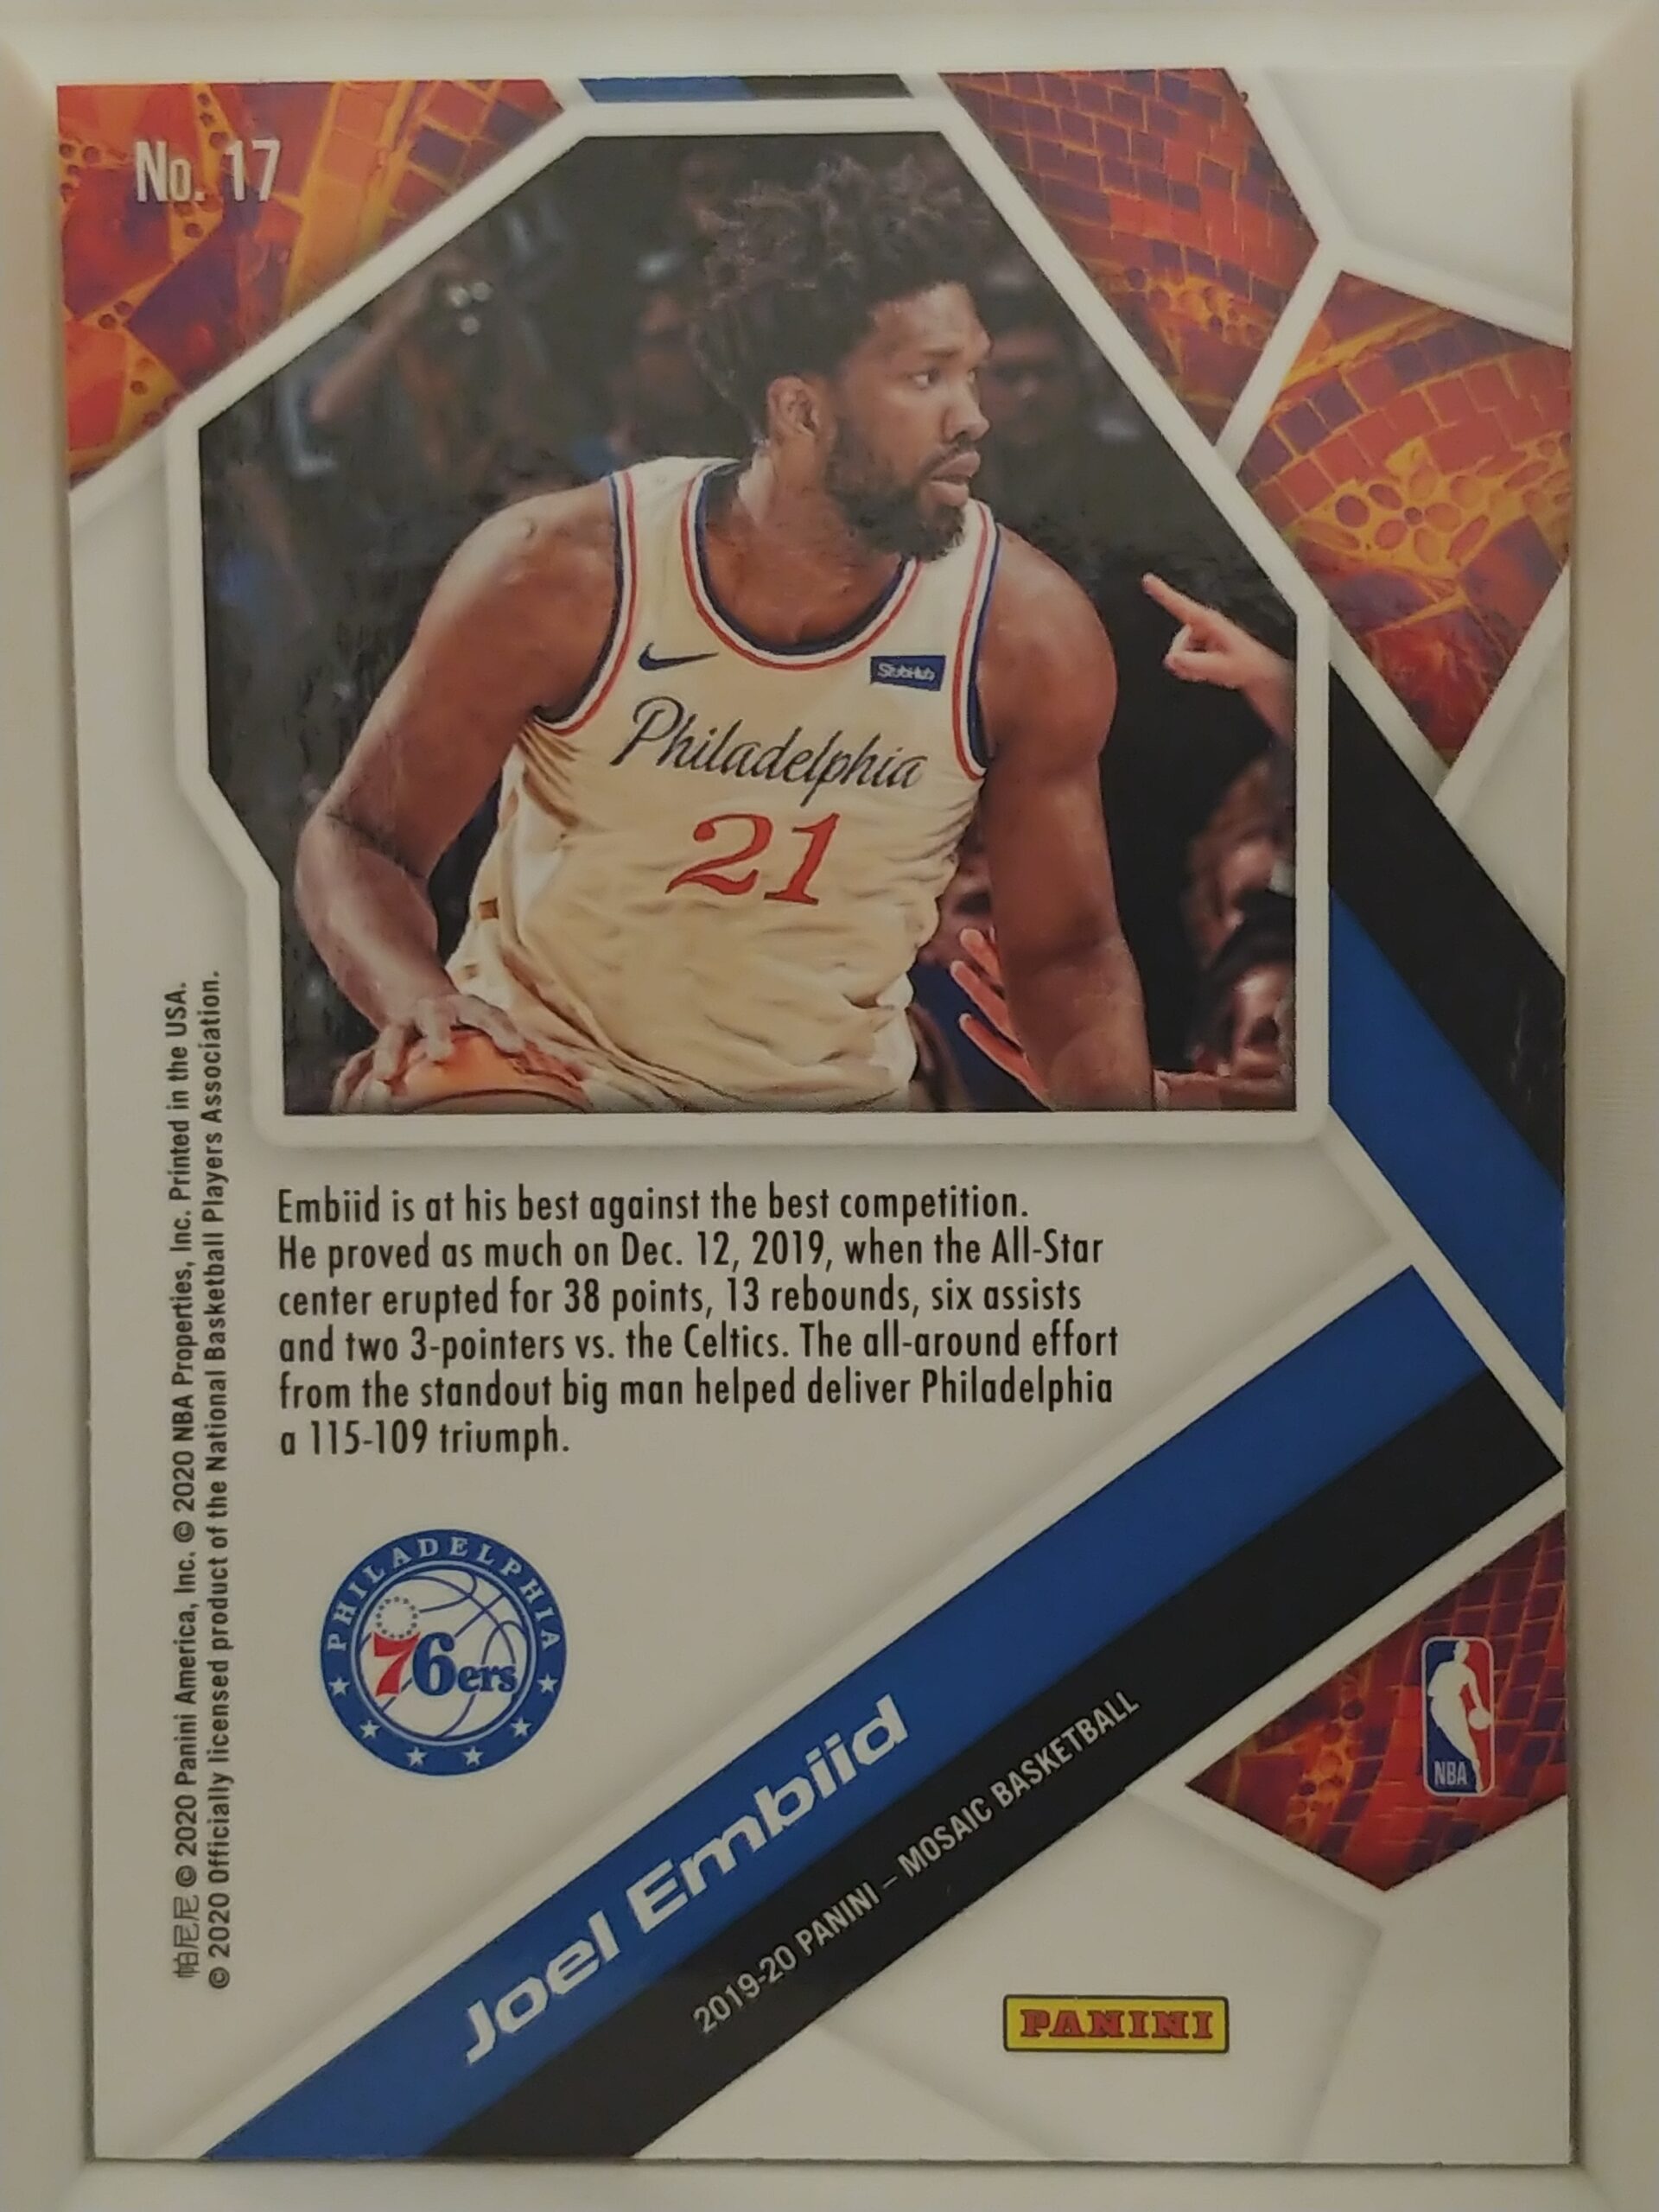 No. 17
StubHub
Philadelphia
21
Embiid is at his best against the best competition.
He proved as much on Dec. 12, 2019, when the All-Star
center erupted for 38 points, 13 rebounds, six assists
and two 3-pointers vs. the Celtics. The all-around effort
from the standout big man helped deliver Philadelphia
a 115-109 triumph.
帕尼尼 © 2020 Panini America, Inc. © 2020 NBA Properties, Inc. Printed in the USA.
© 2020 Officially licensed product of the National Basketball Players Association.
PHILADELPHIA
76ers
Joel Embiid
2019-20 PANINI – MOSAIC BASKETBALL
NBA
PANINI